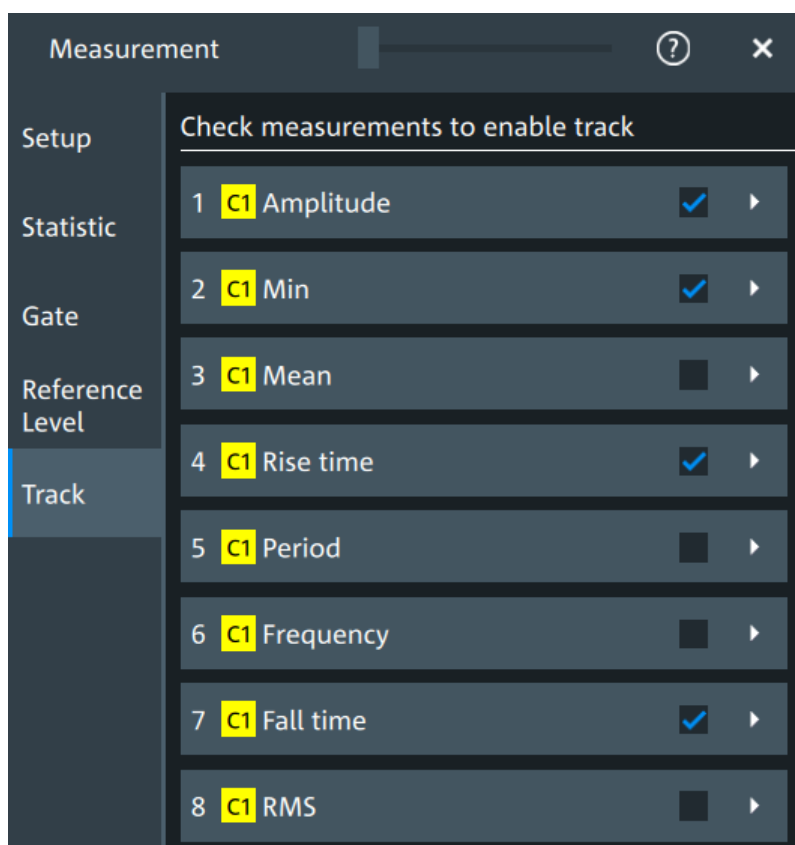 Measurement ?
Setup
Statistic
Gate
Reference
Level
Track
Check measurements to enable track
1 C1 Amplitude
2 C1 Min
3 C1 Mean
4 C1 Rise time
5 C1 Period
6 C1 Frequency
7 C1 Fall time
8 C1 RMS